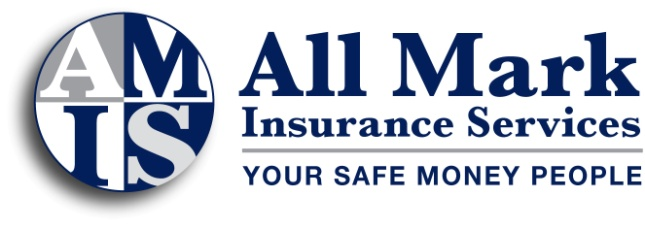 AM
IS
All Mark
Insurance Services
YOUR SAFE MONEY PEOPLE